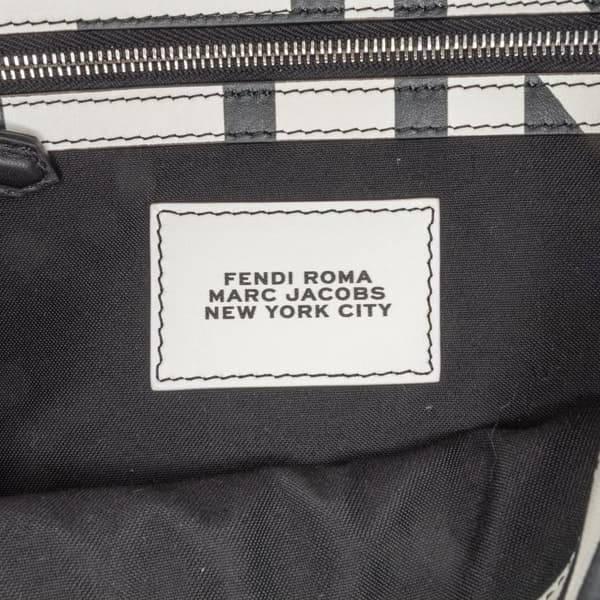 FENDI ROMA
MARC JACOBS
NEW YORK CITY